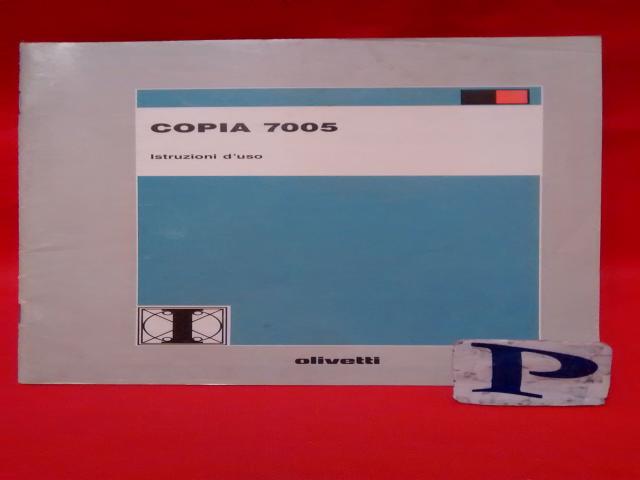 COPIA 7005
Istruzioni d'uso
I
olivetti
P